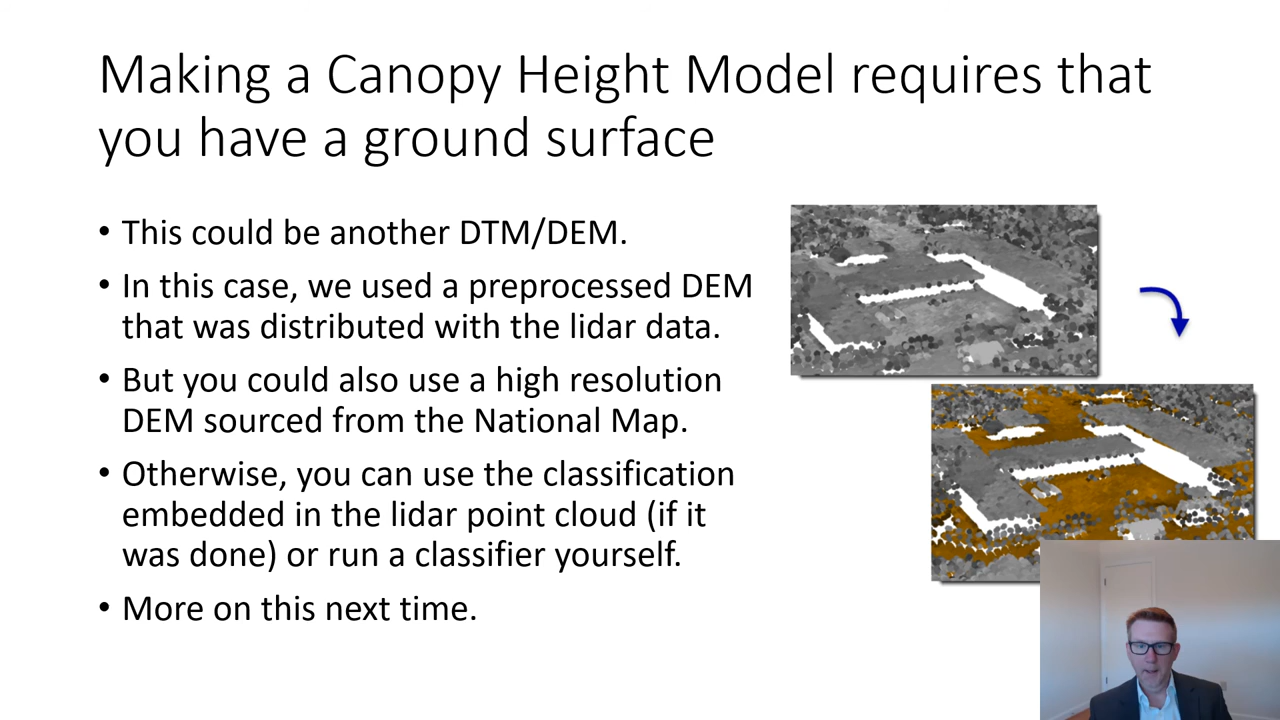 Making a Canopy Height Model requires that
you have a ground surface
• This could be another DTM/DEM.
• In this case, we used a preprocessed DEM
that was distributed with the lidar data.
• But you could also use a high resolution
DEM sourced from the National Map.
• Otherwise, you can use the classification
embedded in the lidar point cloud (if it
was done) or run a classifier yourself.
• More on this next time.